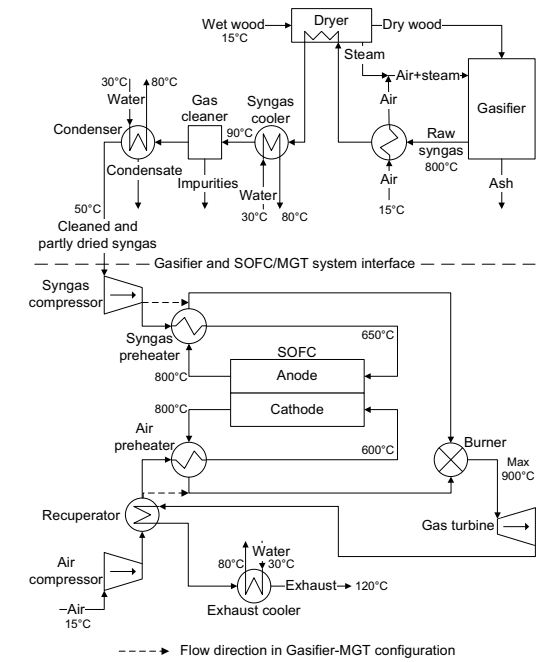 Wet wood
15°C
Dryer
Dry wood
Steam
Air+steam
Gasifier
Air
Raw
syngas
800°C
Air
15°C
Ash
30°C
80°C
Water
Condenser
Gas
cleaner
Syngas
cooler
90°C
Condensate
Impurities
Water
30°C
80°C
50°C
Cleaned and
partly dried syngas
Gasifier and SOFC/MGT system interface
Syngas
compressor
Syngas
preheater
650°C
SOFC
Anode
800°C
Cathode
800°C
Air
preheater
600°C
Burner
Max
900°C
Recuperator
Gas turbine
Air
compressor
Air
15°C
Water
80°C
30°C
Exhaust
120°C
Exhaust cooler
Flow direction in Gasifier-MGT configuration